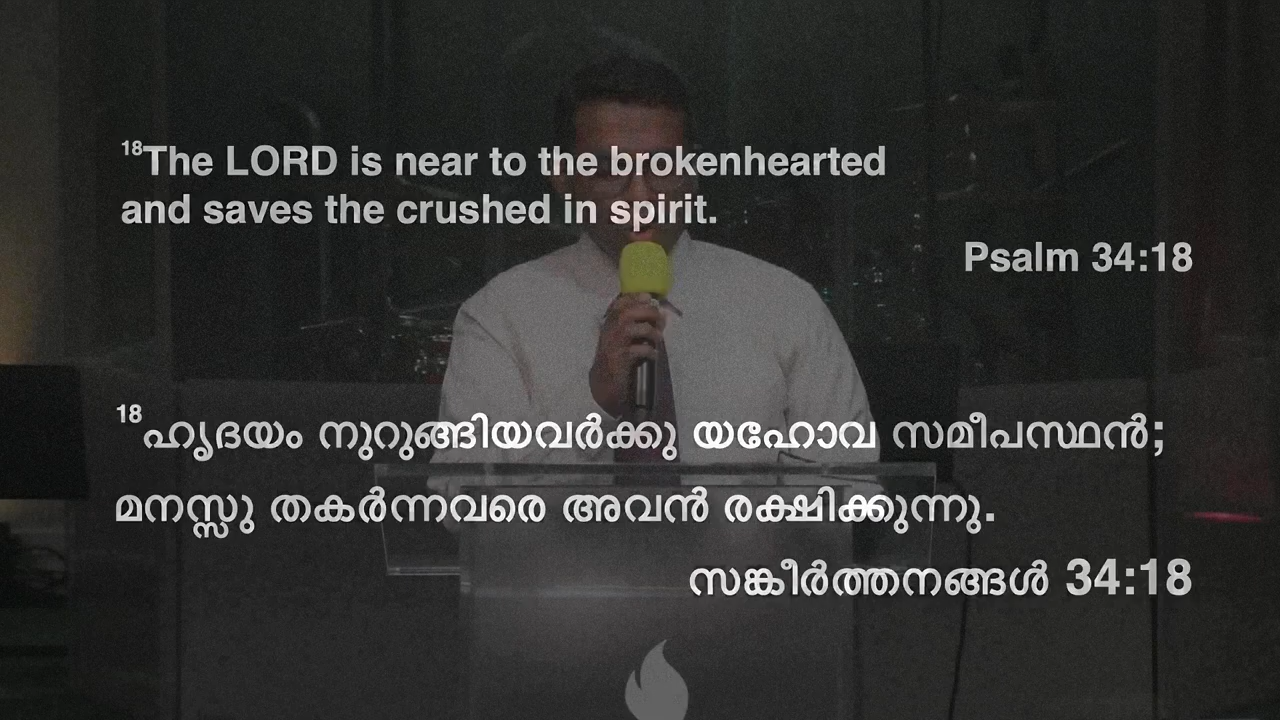 18The LORD is near to the brokenhearted
and saves the crushed in spirit.
Psalm 34:18
18ഹൃദയം നുറുങ്ങിയവർക്കു യഹോവ സമീപസ്ഥൻ;
മനസ്സു തകർന്നവരെ അവൻ രക്ഷിക്കുന്നു.
സങ്കീർത്തനങ്ങൾ 34:18